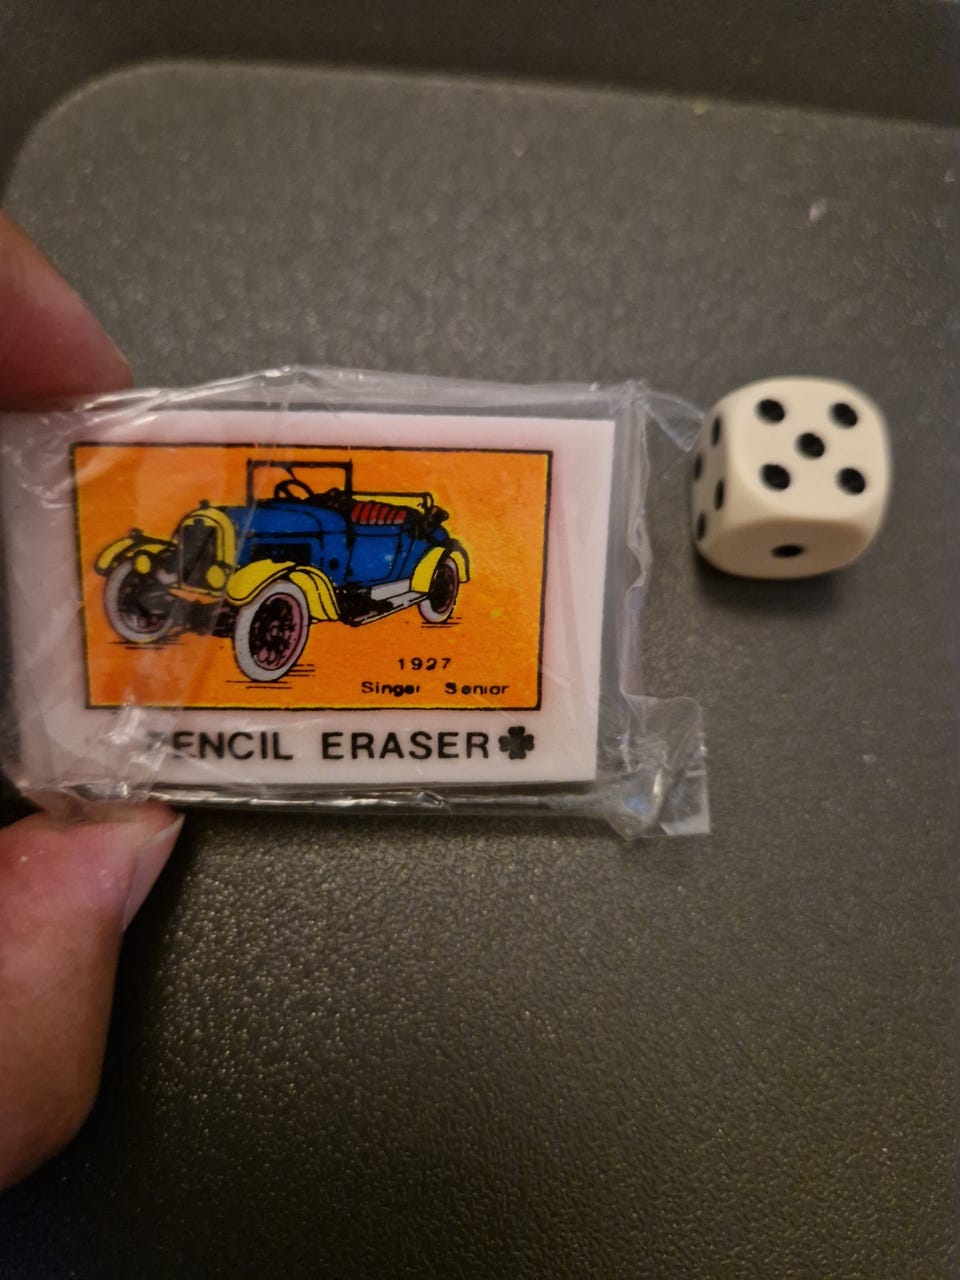 1927
Singer Senior
PENCIL ERASER